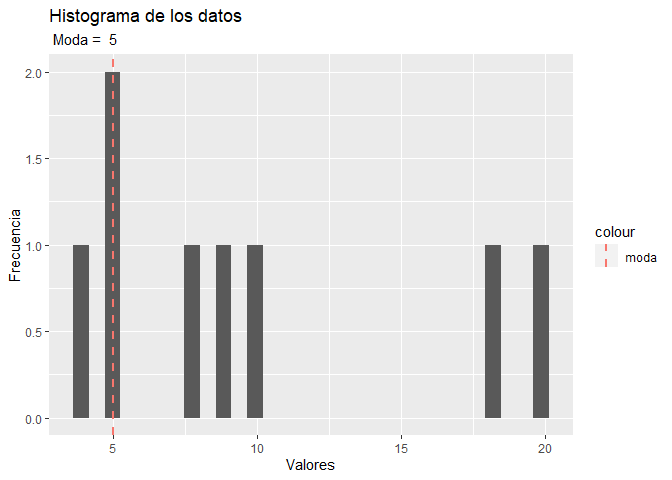 Histograma de los datos
Moda = 5
2.0
1.5
1.0
0.5
0.0
Frecuencia
5 10 15 20
Valores
colour
moda